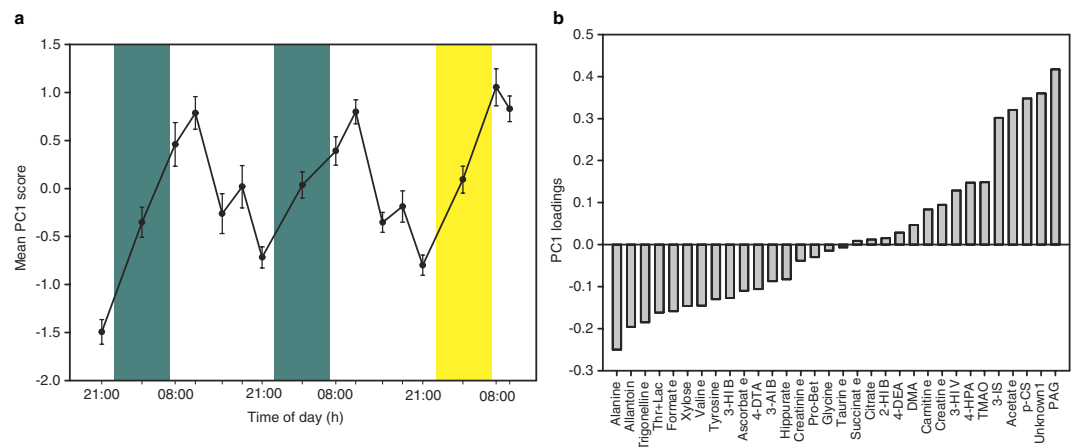 a
1.5
1.0
0.5
0.0
-0.5
-1.0
-1.5
-2.0
Mean PC1 score
21:00
08:00
21:00
08:00
21:00
08:00
Time of day (h)
b
0.5
0.4
0.3
0.2
0.1
0.0
-0.1
-0.2
-0.3
PC1 loadings
Alanine
Allantoin
Trigonelline
Thr+Lac
Formate
Xylose
Valine
Tyrosine
3-HIB
Ascorbate
4-DTA
3-AIB
Hippurate
Creatinine
Pro-Bet
Glycine
Taurine
Succinate
Citrate
2-HIB
4-DEA
DMA
Carnitine
Creatine
3-HIV
4-HPA
TMAO
3-IS
Acetate
p-CS
Unknown1
PAG